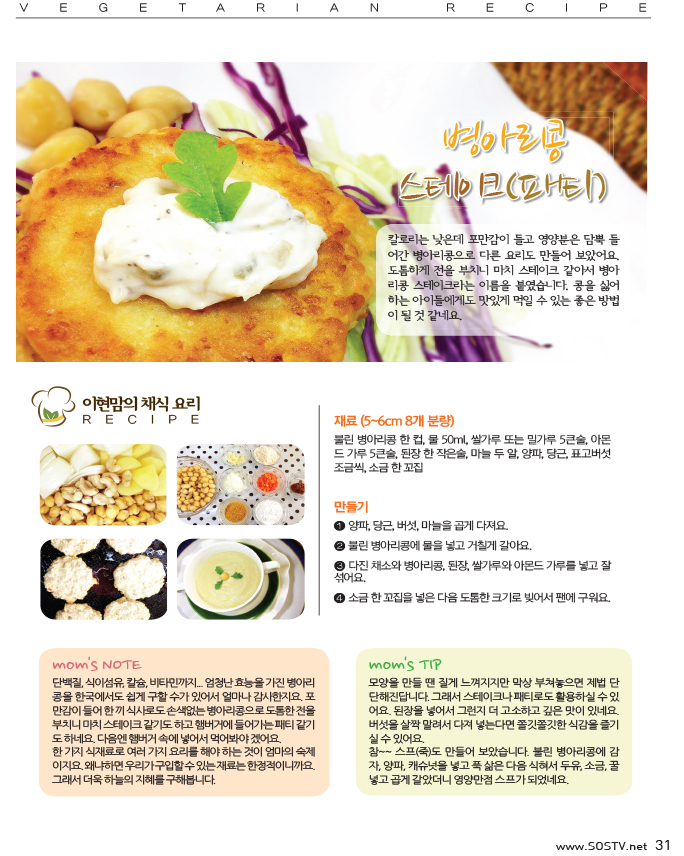 VEGETARIAN RECIPE
병아리콩
스테이크(패티)
칼로리는 낮은데 포만감이 들고 영양분은 담뿍 들
어간 병아리콩으로 다른 요리도 만들어 보았어요.
도톰하게 전을 부치니 마치 스테이크 같아서 병아
리콩 스테이크라는 이름을 붙였습니다. 콩을 싫어
하는 아이들에게도 맛있게 먹일 수 있는 좋은 방법
이 될 것 같네요.
이현맘의 채식 요리
RECIPE
재료 (5~6cm 8개 분량)
불린 병아리콩 한 컵, 물 50ml, 쌀가루 또는 밀가루 5큰술, 아몬
드 가루 5큰술, 된장 한 작은술, 마늘 두 알, 양파, 당근, 표고버섯
조금씩, 소금 한 꼬집
만들기
❶ 양파, 당근, 버섯, 마늘을 곱게 다져요.
❷ 불린 병아리콩에 물을 넣고 거칠게 갈아요.
❸ 다진 채소와 병아리콩, 된장, 쌀가루와 아몬드 가루를 넣고 잘
섞어요.
❹ 소금 한 꼬집을 넣은 다음 도톰한 크기로 빚어서 팬에 구워요.
mom's NOTE
단백질, 식이섬유, 칼슘, 비타민까지... 엄청난 효능을 가진 병아리
콩을 한국에서도 쉽게 구할 수가 있어서 얼마나 감사한지요. 포
만감이 들어 한 끼 식사로도 손색없는 병아리콩으로 도톰한 전을
부치니 마치 스테이크 같기도 하고 햄버거에 들어가는 패티 같기
도 하네요. 다음엔 햄버거 속에 넣어서 먹어봐야 겠어요.
한 가지 식재료로 여러 가지 요리를 해야 하는 것이 엄마의 숙제
이지요. 왜냐하면 우리가 구입할 수 있는 재료는 한정적이니까요.
그래서 더욱 하늘의 지혜를 구해봅니다.
mom's TIP
모양을 만들 땐 질게 느껴지지만 막상 부쳐놓으면 제법 단
단해진답니다. 그래서 스테이크나 패티로도 활용하실 수 있
어요. 된장을 넣어서 그런지 더 고소하고 깊은 맛이 있네요.
버섯을 살짝 말려서 다져 넣는다면 쫄깃쫄깃한 식감을 즐기
실 수 있어요.
참~~ 스프(죽)도 만들어 보았습니다. 불린 병아리콩에 감
자, 양파, 캐슈넛을 넣고 푹 삶은 다음 식혀서 두유, 소금, 꿀
넣고 곱게 갈았더니 영양만점 스프가 되었네요.
www.SOSTV.net 31